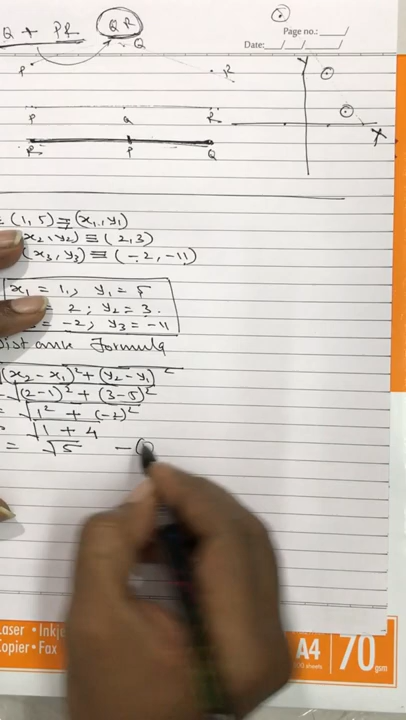 Q + PR QR
Q
Page no.:
Date:
P R
P Q R
R P Q
Y
X
(1, 5) ≡ (x₁, y₁)
x₂, y₂) ≡ (2, 3)
(x₃, y₃) ≡ (-2, -11)
x₁ = 1, y₁ = 5
= 2; y₂ = 3.
= -2; y₃ = -11
Distance Formula
√(x₂ - x₁)² + (y₂ - y₁)²
√(2-1)² + (3-5)²
= √1² + (-2)²
√1 + 4
= √5 -
Laser • Inkje
Copier • Fax
A4
70
gsm